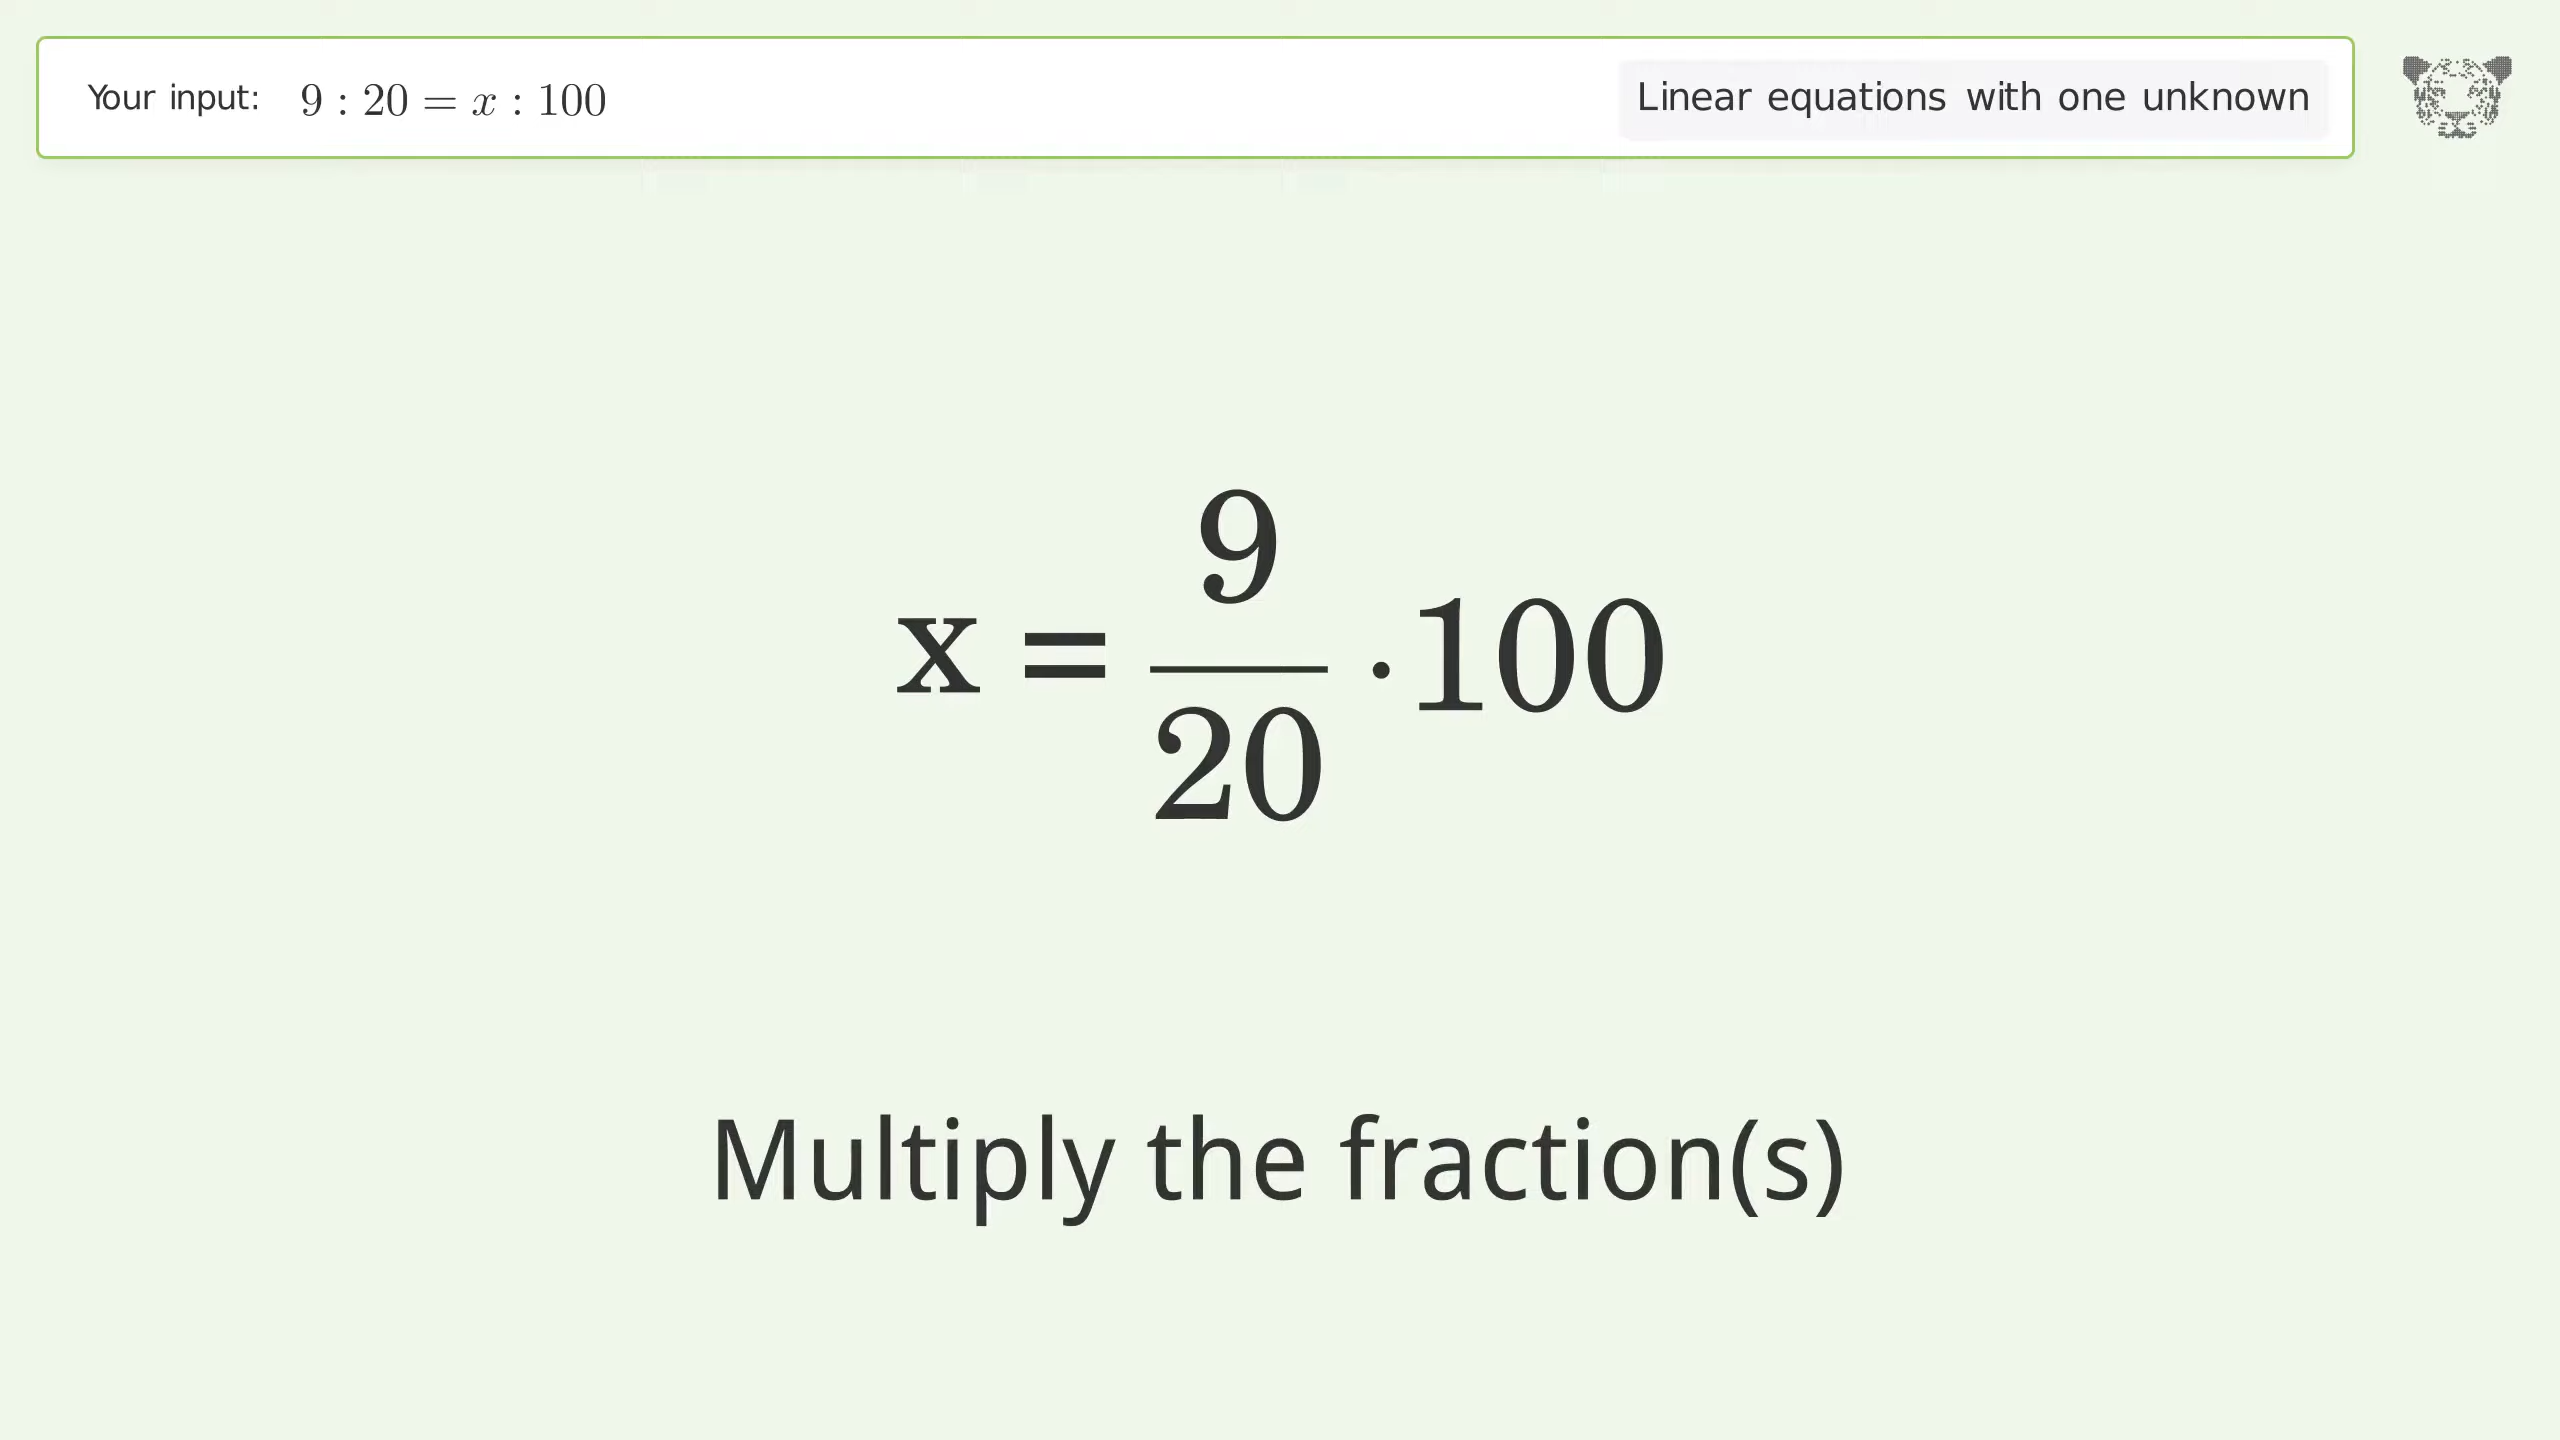 Your input: 9 : 20 = x : 100
Linear equations with one unknown
x = 9/20 · 100
Multiply the fraction(s)